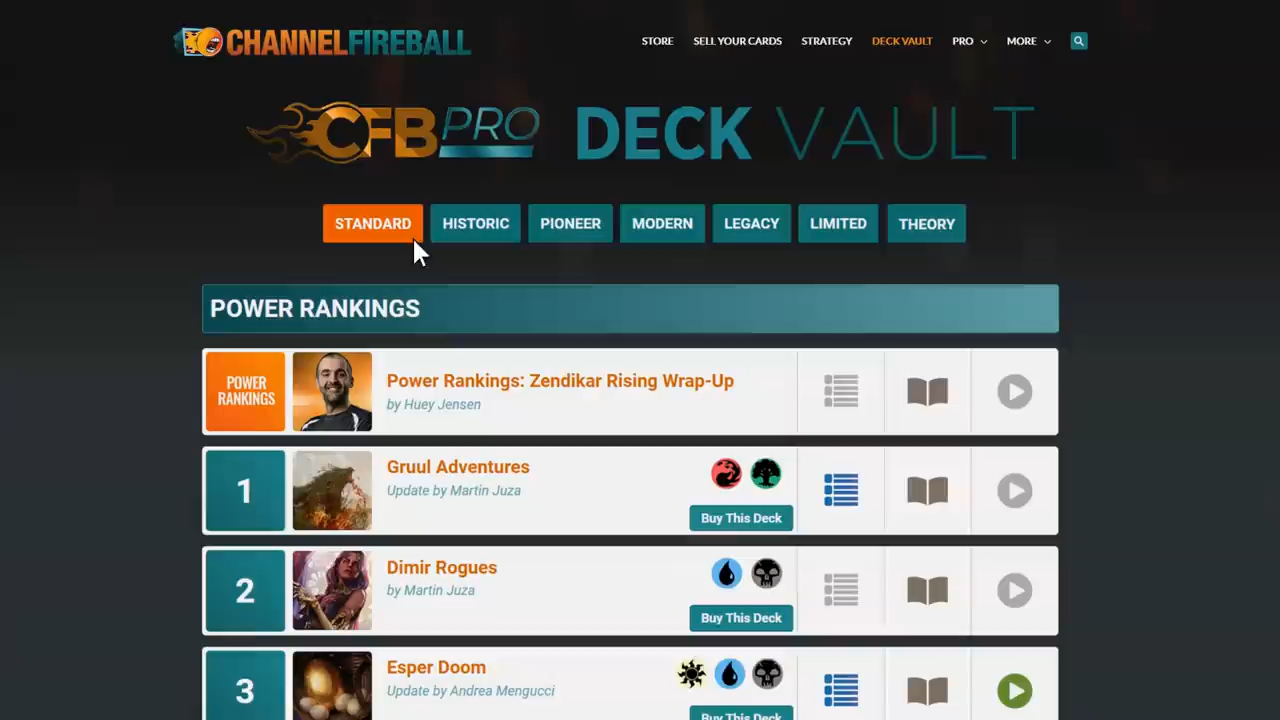 CHANNELFIREBALL
STORE SELL YOUR CARDS STRATEGY DECK VAULT PRO MORE
CFB PRO DECK VAULT
STANDARD HISTORIC PIONEER MODERN LEGACY LIMITED THEORY
POWER RANKINGS
POWER
RANKINGS
Power Rankings: Zendikar Rising Wrap-Up
by Huey Jensen
1
Gruul Adventures
Update by Martin Juza
Buy This Deck
2
Dimir Rogues
by Martin Juza
Buy This Deck
3
Esper Doom
Update by Andrea Mengucci
Buy This Deck